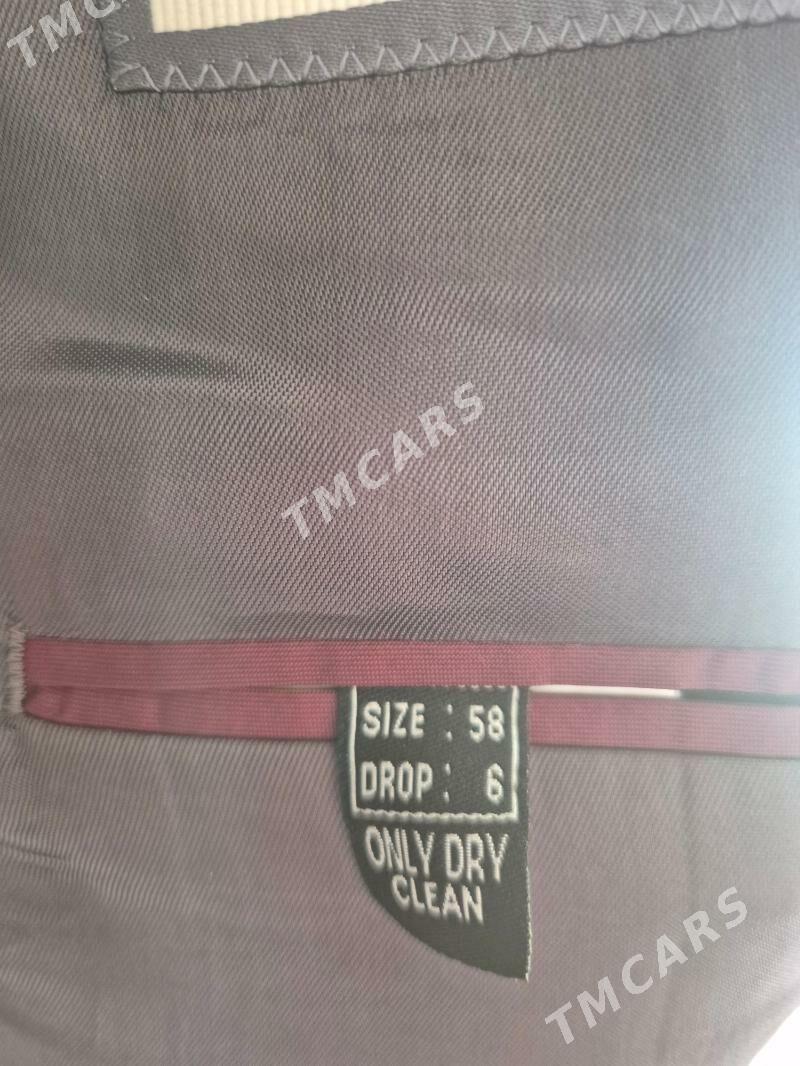 TMCARS
TMCARS
SIZE : 58
DROP : 6
ONLY DRY
CLEAN
TMCARS